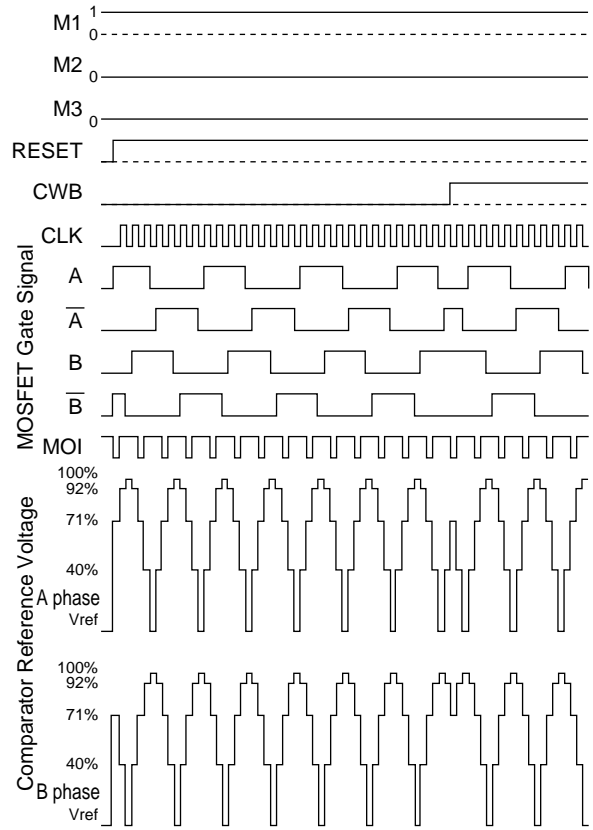 M1
1
0
M2
0
M3
0
RESET
CWB
CLK
MOSFET Gate Signal
A
A̅
B
B̅
MOI
Comparator Reference Voltage
100%
92%
71%
40%
A phase
Vref
100%
92%
71%
40%
B phase
Vref